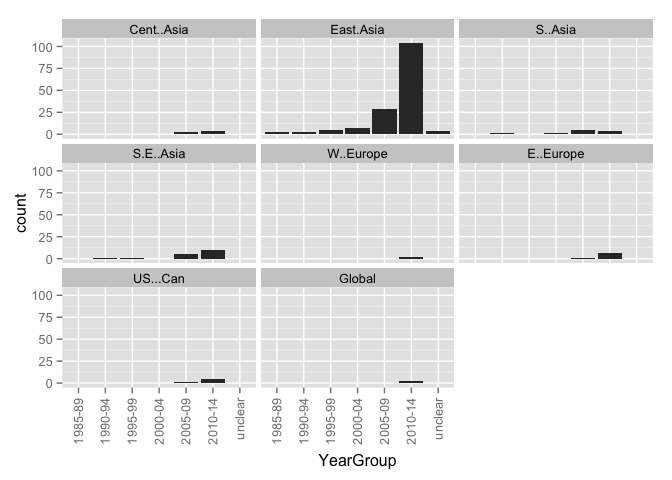 Cent..Asia East.Asia S..Asia
100
75
50
25
0
S.E..Asia W..Europe E..Europe
100
75
50
25
0
count
US...Can Global
100
75
50
25
0
1985-89 1990-94 1995-99 2000-04 2005-09 2010-14 unclear 1985-89 1990-94 1995-99 2000-04 2005-09 2010-14 unclear
YearGroup